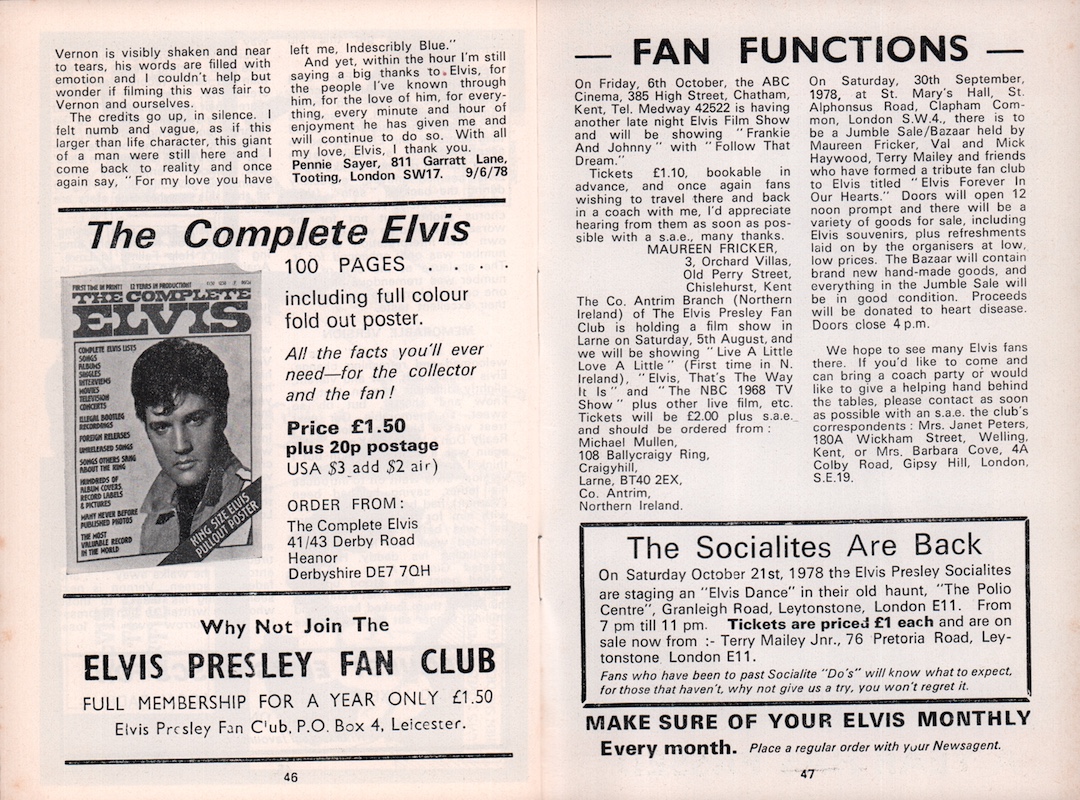 Vernon is visibly shaken and near
to tears, his words are filled with
emotion and I couldn't help but
wonder if filming this was fair to
Vernon and ourselves.
The credits go up, in silence. I
felt numb and vague, as if this
larger than life character, this giant
of a man were still here and I
come back to reality and once
again say, "For my love you have
left me, Indescribly Blue."
And yet, within the hour I'm still
saying a big thanks to Elvis, for
the people I've known through
him, for the love of him, for every-
thing, every minute and hour of
enjoyment he has given me and
will continue to do so. With all
my love, Elvis, I thank you.
Pennie Sayer, 811 Garratt Lane,
Tooting, London SW17. 9/6/78
The Complete Elvis
FIRST TIME IN PRINT! 12 YEARS IN PRODUCTION!
THE COMPLETE
ELVIS
COMPLETE ELVIS LISTS
SONGS
ALBUMS
SINGLES
INTERVIEWS
MOVIES
TELEVISION
CONCERTS
ILLEGAL BOOTLEG
RECORDINGS
FOREIGN RELEASES
UNRELEASED SONGS
SONGS OTHERS SANG
ABOUT THE KING
HUNDREDS OF
ALBUM COVERS,
RECORD LABELS
& PICTURES
MANY NEVER BEFORE
PUBLISHED PHOTOS
THE MOST
VALUABLE RECORD
IN THE WORLD
KING SIZE ELVIS
PULLOUT POSTER
100 PAGES . . . .
including full colour
fold out poster.
All the facts you'll ever
need—for the collector
and the fan!
Price £1.50
plus 20p postage
USA $3 add $2 air)
ORDER FROM:
The Complete Elvis
41/43 Derby Road
Heanor
Derbyshire DE7 7QH
Why Not Join The
ELVIS PRESLEY FAN CLUB
FULL MEMBERSHIP FOR A YEAR ONLY £1.50
Elvis Presley Fan Club, P.O. Box 4, Leicester.
46
— FAN FUNCTIONS —
On Friday, 6th October, the ABC
Cinema, 385 High Street, Chatham,
Kent, Tel. Medway 42522 is having
another late night Elvis Film Show
and will be showing "Frankie
And Johnny" with "Follow That
Dream."
Tickets £1.10, bookable in
advance, and once again fans
wishing to travel there and back
in a coach with me, I'd appreciate
hearing from them as soon as pos-
sible with a s.a.e., many thanks.
MAUREEN FRICKER,
3, Orchard Villas,
Old Perry Street,
Chislehurst, Kent
The Co. Antrim Branch (Northern
Ireland) of The Elvis Presley Fan
Club is holding a film show in
Larne on Saturday, 5th August, and
we will be showing "Live A Little
Love A Little" (First time in N.
Ireland), "Elvis, That's The Way
It Is" and "The NBC 1968 TV
Show" plus other live film, etc.
Tickets will be £2.00 plus s.a.e.
and should be ordered from :
Michael Mullen,
108 Ballycraigy Ring,
Craigyhill,
Larne, BT40 2EX,
Co. Antrim,
Northern Ireland.
On Saturday, 30th September,
1978, at St. Mary's Hall, St.
Alphonsus Road, Clapham Com-
mon, London S.W.4., there is to
be a Jumble Sale/Bazaar held by
Maureen Fricker, Val and Mick
Haywood, Terry Mailey and friends
who have formed a tribute fan club
to Elvis titled "Elvis Forever In
Our Hearts." Doors will open 12
noon prompt and there will be a
variety of goods for sale, including
Elvis souvenirs, plus refreshments
laid on by the organisers at low,
low prices. The Bazaar will contain
brand new hand-made goods, and
everything in the Jumble Sale will
be in good condition. Proceeds
will be donated to heart disease.
Doors close 4 p.m.
We hope to see many Elvis fans
there. If you'd like to come and
can bring a coach party or would
like to give a helping hand behind
the tables, please contact as soon
as possible with an s.a.e. the club's
correspondents : Mrs. Janet Peters,
180A Wickham Street, Welling,
Kent, or Mrs. Barbara Cove, 4A
Colby Road, Gipsy Hill, London,
S.E.19.
The Socialites Are Back
On Saturday October 21st, 1978 the Elvis Presley Socialites
are staging an "Elvis Dance" in their old haunt, "The Polio
Centre", Granleigh Road, Leytonstone, London E11. From
7 pm till 11 pm. Tickets are priced £1 each and are on
sale now from :- Terry Mailey Jnr., 76 Pretoria Road, Ley-
tonstone London E11.
Fans who have been to past Socialite "Do's" will know what to expect,
for those that haven't, why not give us a try, you won't regret it.
MAKE SURE OF YOUR ELVIS MONTHLY
Every month. Place a regular order with your Newsagent.
47